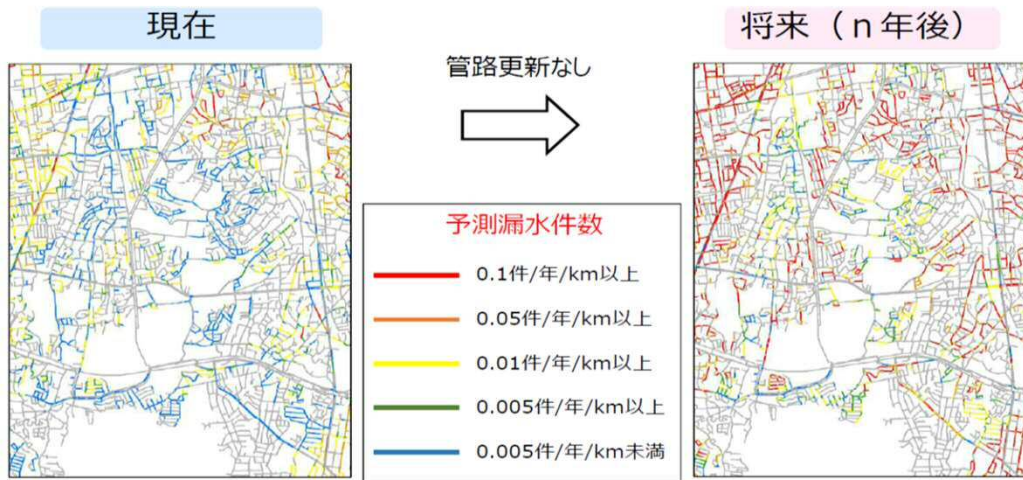 現在
管路更新なし
将来（ｎ年後）
予測漏水件数
0.1件/年/km以上
0.05件/年/km以上
0.01件/年/km以上
0.005件/年/km以上
0.005件/年/km未満